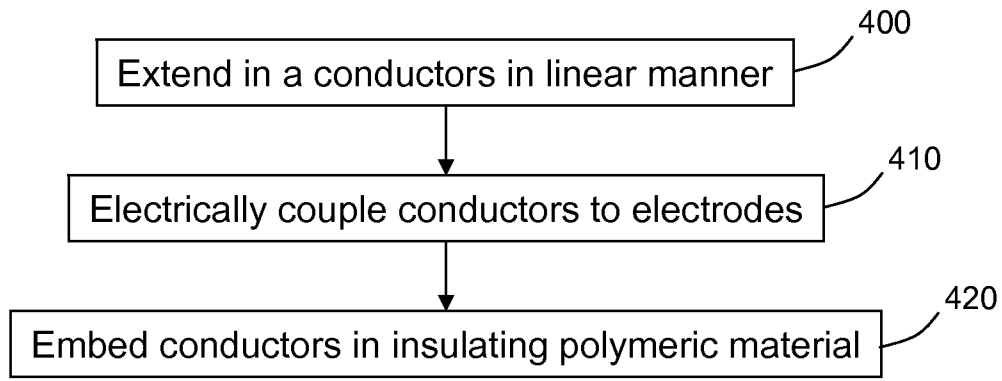 400
Extend in a conductors in linear manner
410
Electrically couple conductors to electrodes
420
Embed conductors in insulating polymeric material